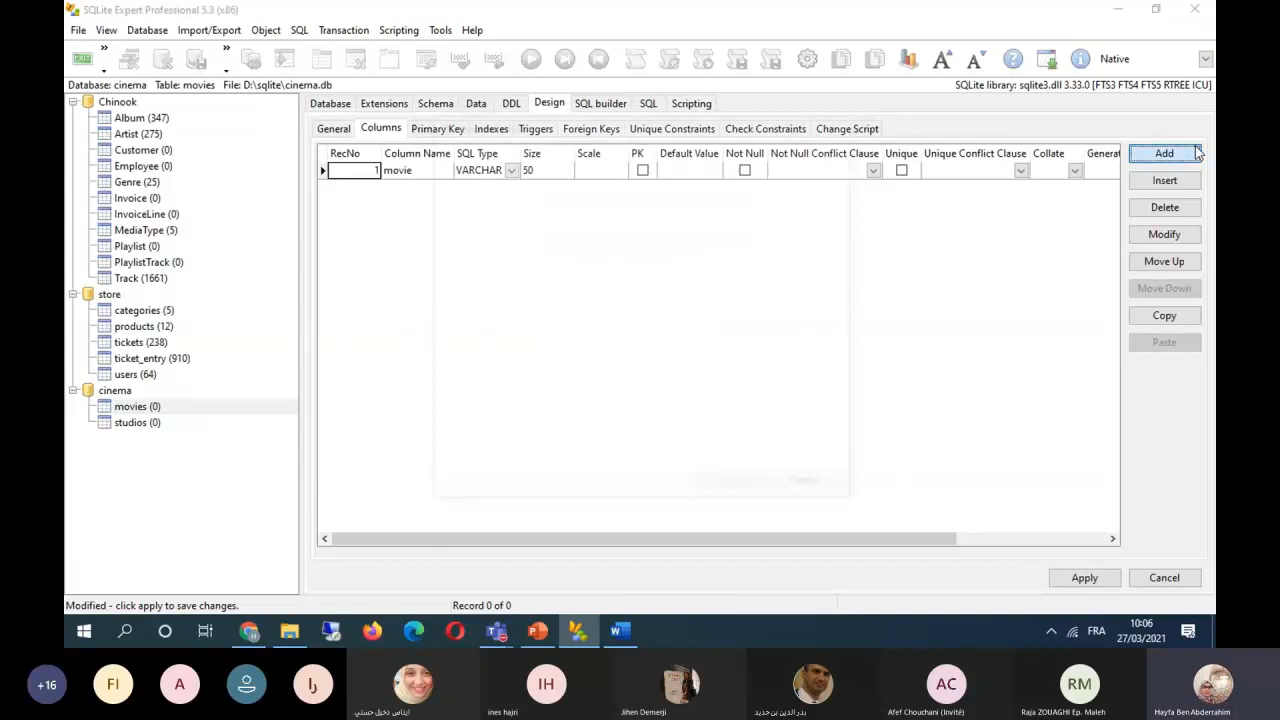 SQLite Expert Professional 5.3 (x86)
File View Database Import/Export Object SQL Transaction Scripting Tools Help
Native
Database: cinema Table: movies File: D:\sqlite\cinema.db SQLite library: sqlite3.dll 3.33.0 [FTS3 FTS4 FTS5 RTREE ICU]
Chinook
Album (347)
Artist (275)
Customer (0)
Employee (0)
Genre (25)
Invoice (0)
InvoiceLine (0)
MediaType (5)
Playlist (0)
PlaylistTrack (0)
Track (1661)
store
categories (5)
products (12)
tickets (238)
ticket_entry (910)
users (64)
cinema
movies (0)
studios (0)
Database Extensions Schema Data DDL Design SQL builder SQL Scripting
General Columns Primary Key Indexes Triggers Foreign Keys Unique Constraints Check Constraints Change Script
RecNo Column Name SQL Type Size Scale PK Default Value Not Null Not Null Conflict Clause Unique Unique Conflict Clause Collate Generat
1 movie VARCHAR 50
Add
Insert
Delete
Modify
Move Up
Move Down
Copy
Paste
Apply Cancel
Modified - click apply to save changes. Record 0 of 0
FRA
10:06
27/03/2021
+16 FI A را IH AC RM
ايناس دخيل حسني
ines hajri
Jihen Demerji
بدر الدين بن حديد
Afef Chouchani (Invité)
Raja ZOUAGHI Ep. Maleh
Hayfa Ben Abderrahim